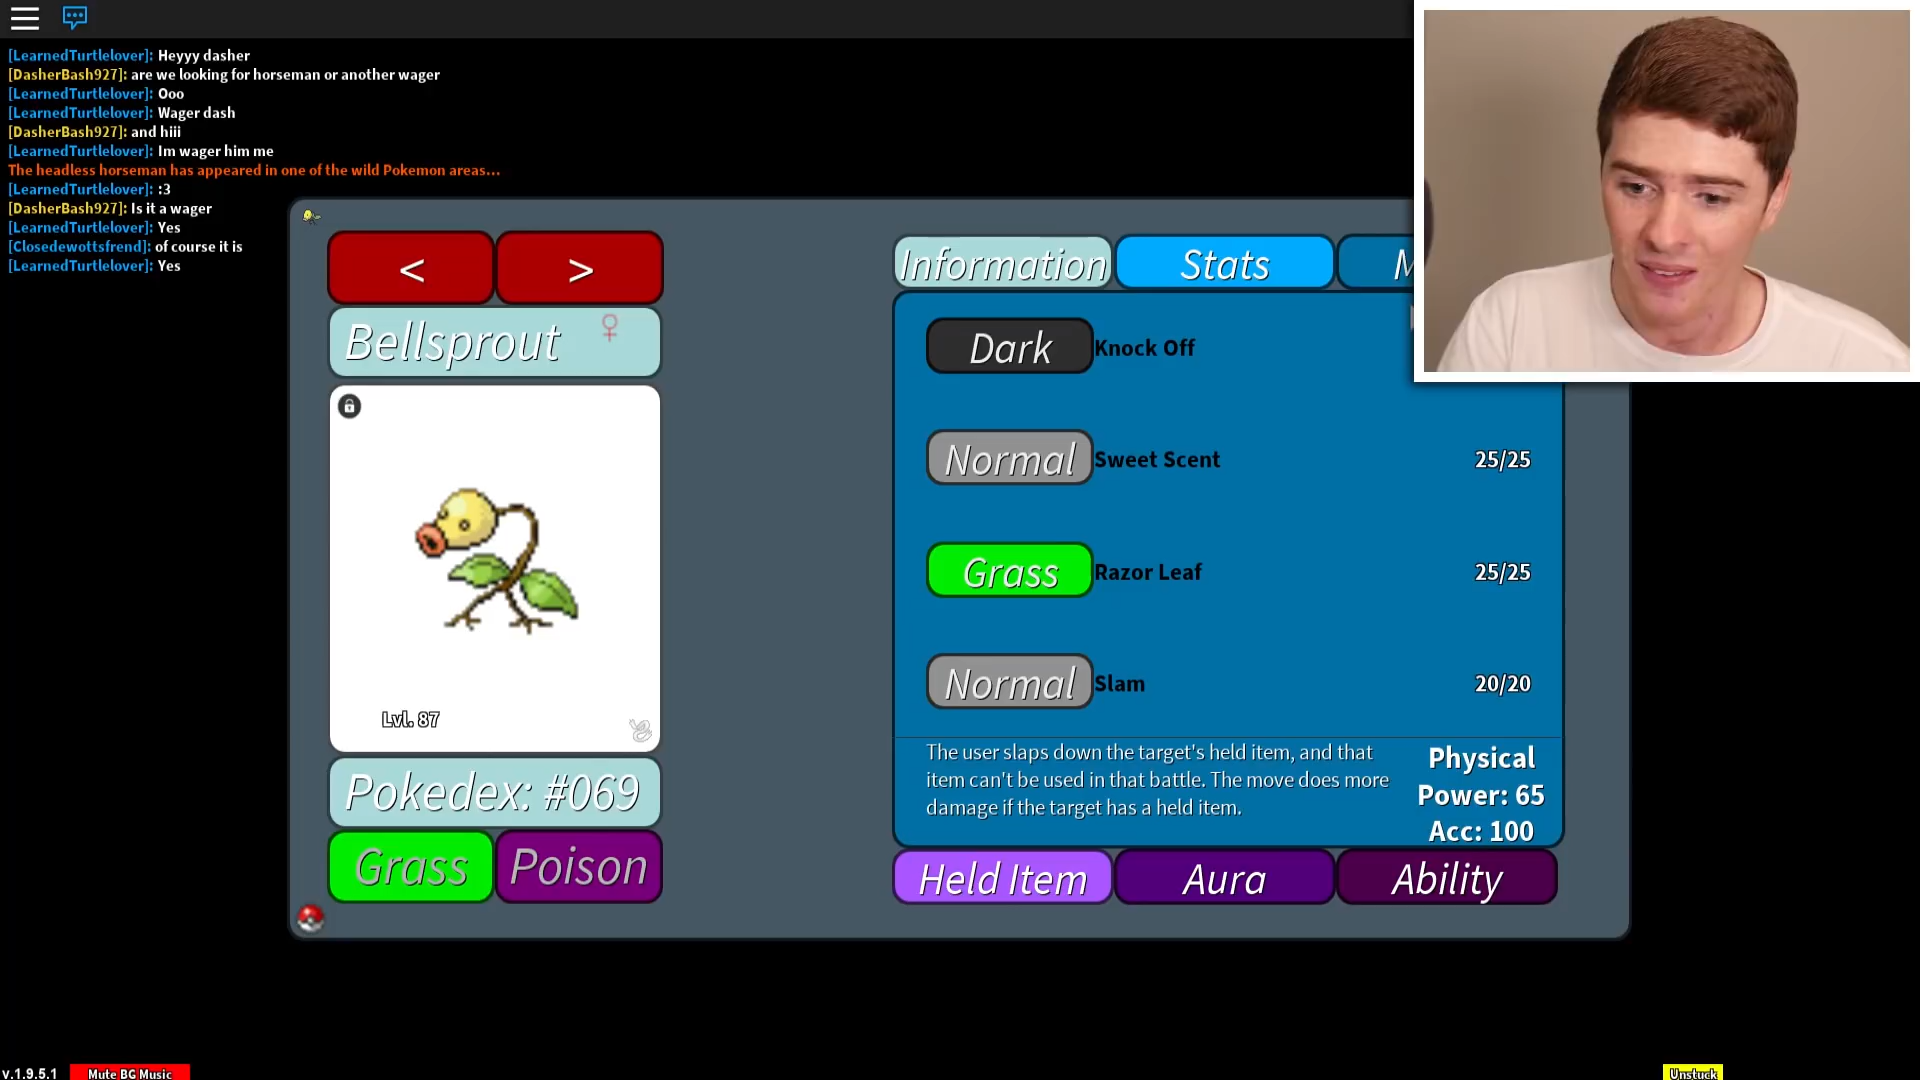 [LearnedTurtlelover]: Heyyy dasher
[DasherBash927]: are we looking for horseman or another wager
[LearnedTurtlelover]: Ooo
[LearnedTurtlelover]: Wager dash
[DasherBash927]: and hiii
[LearnedTurtlelover]: Im wager him me
The headless horseman has appeared in one of the wild Pokemon areas...
[LearnedTurtlelover]: :3
[DasherBash927]: Is it a wager
[LearnedTurtlelover]: Yes
[Closedewottsfrend]: of course it is
[LearnedTurtlelover]: Yes
< >
Bellsprout ♀
Lvl. 87
Pokedex: #069
Grass Poison
Information Stats M
Dark Knock Off
Normal Sweet Scent 25/25
Grass Razor Leaf 25/25
Normal Slam 20/20
The user slaps down the target's held item, and that
item can't be used in that battle. The move does more
damage if the target has a held item.
Physical
Power: 65
Acc: 100
Held Item Aura Ability
v.1.9.5.1 Mute BG Music
Unstuck